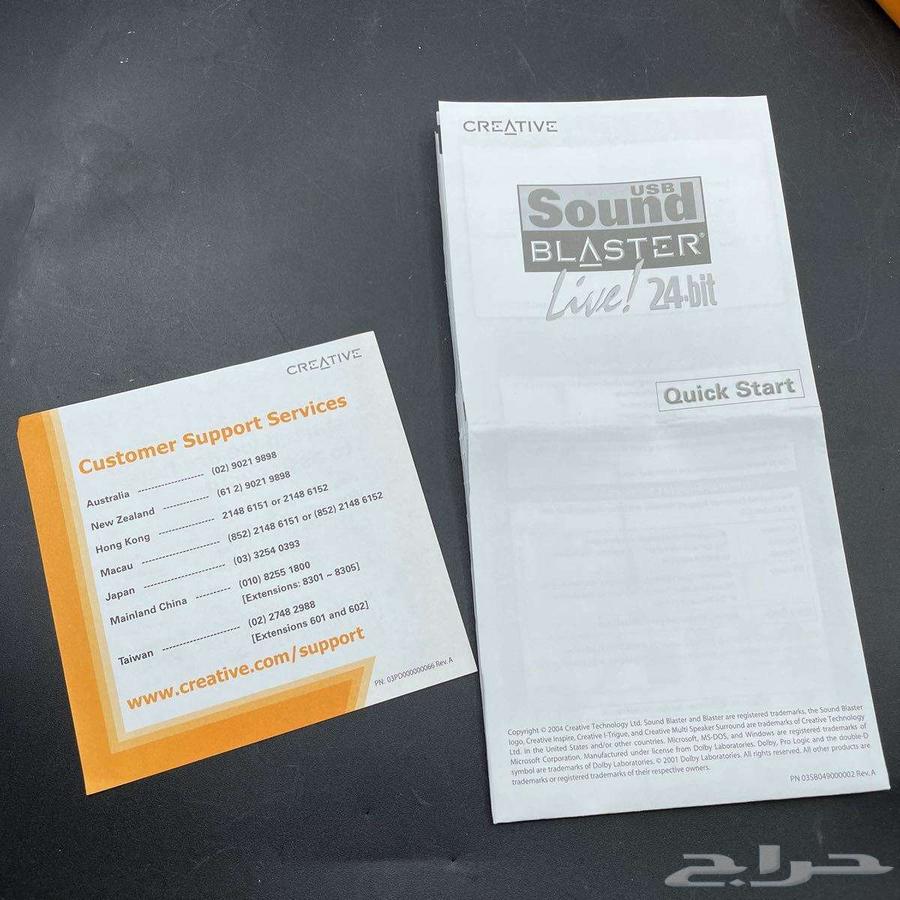 CREATIVE
Customer Support Services
Australia ---------------------- (02) 9021 9898
New Zealand --------------- (61 2) 9021 9898
Hong Kong ------------------ 2148 6151 or 2148 6152
Macau ------------------------- (852) 2148 6151 or (852) 2148 6152
Japan -------------------------- (03) 3254 0393
Mainland China ----------- (010) 8255 1800
[Extensions: 8301 ~ 8305]
Taiwan ------------------------- (02) 2748 2988
[Extensions 601 and 602]
www.creative.com/support
PN: 03PD000000066 Rev. A
CREATIVE
USB
Sound
BLASTER®
Live! 24-bit
Quick Start
Copyright © 2004 Creative Technology Ltd. Sound Blaster and Blaster are registered trademarks, the Sound Blaster
logo, Creative Inspire, Creative I-Trigue, and Creative Multi Speaker Surround are trademarks of Creative Technology
Ltd. in the United States and/or other countries. Microsoft, MS-DOS, and Windows are registered trademarks of
Microsoft Corporation. Manufactured under license from Dolby Laboratories. Dolby, Pro Logic and the double-D
symbol are trademarks of Dolby Laboratories. © 2001 Dolby Laboratories. All rights reserved. All other products are
trademarks or registered trademarks of their respective owners.
PN 03SB049000002 Rev. A
حراج